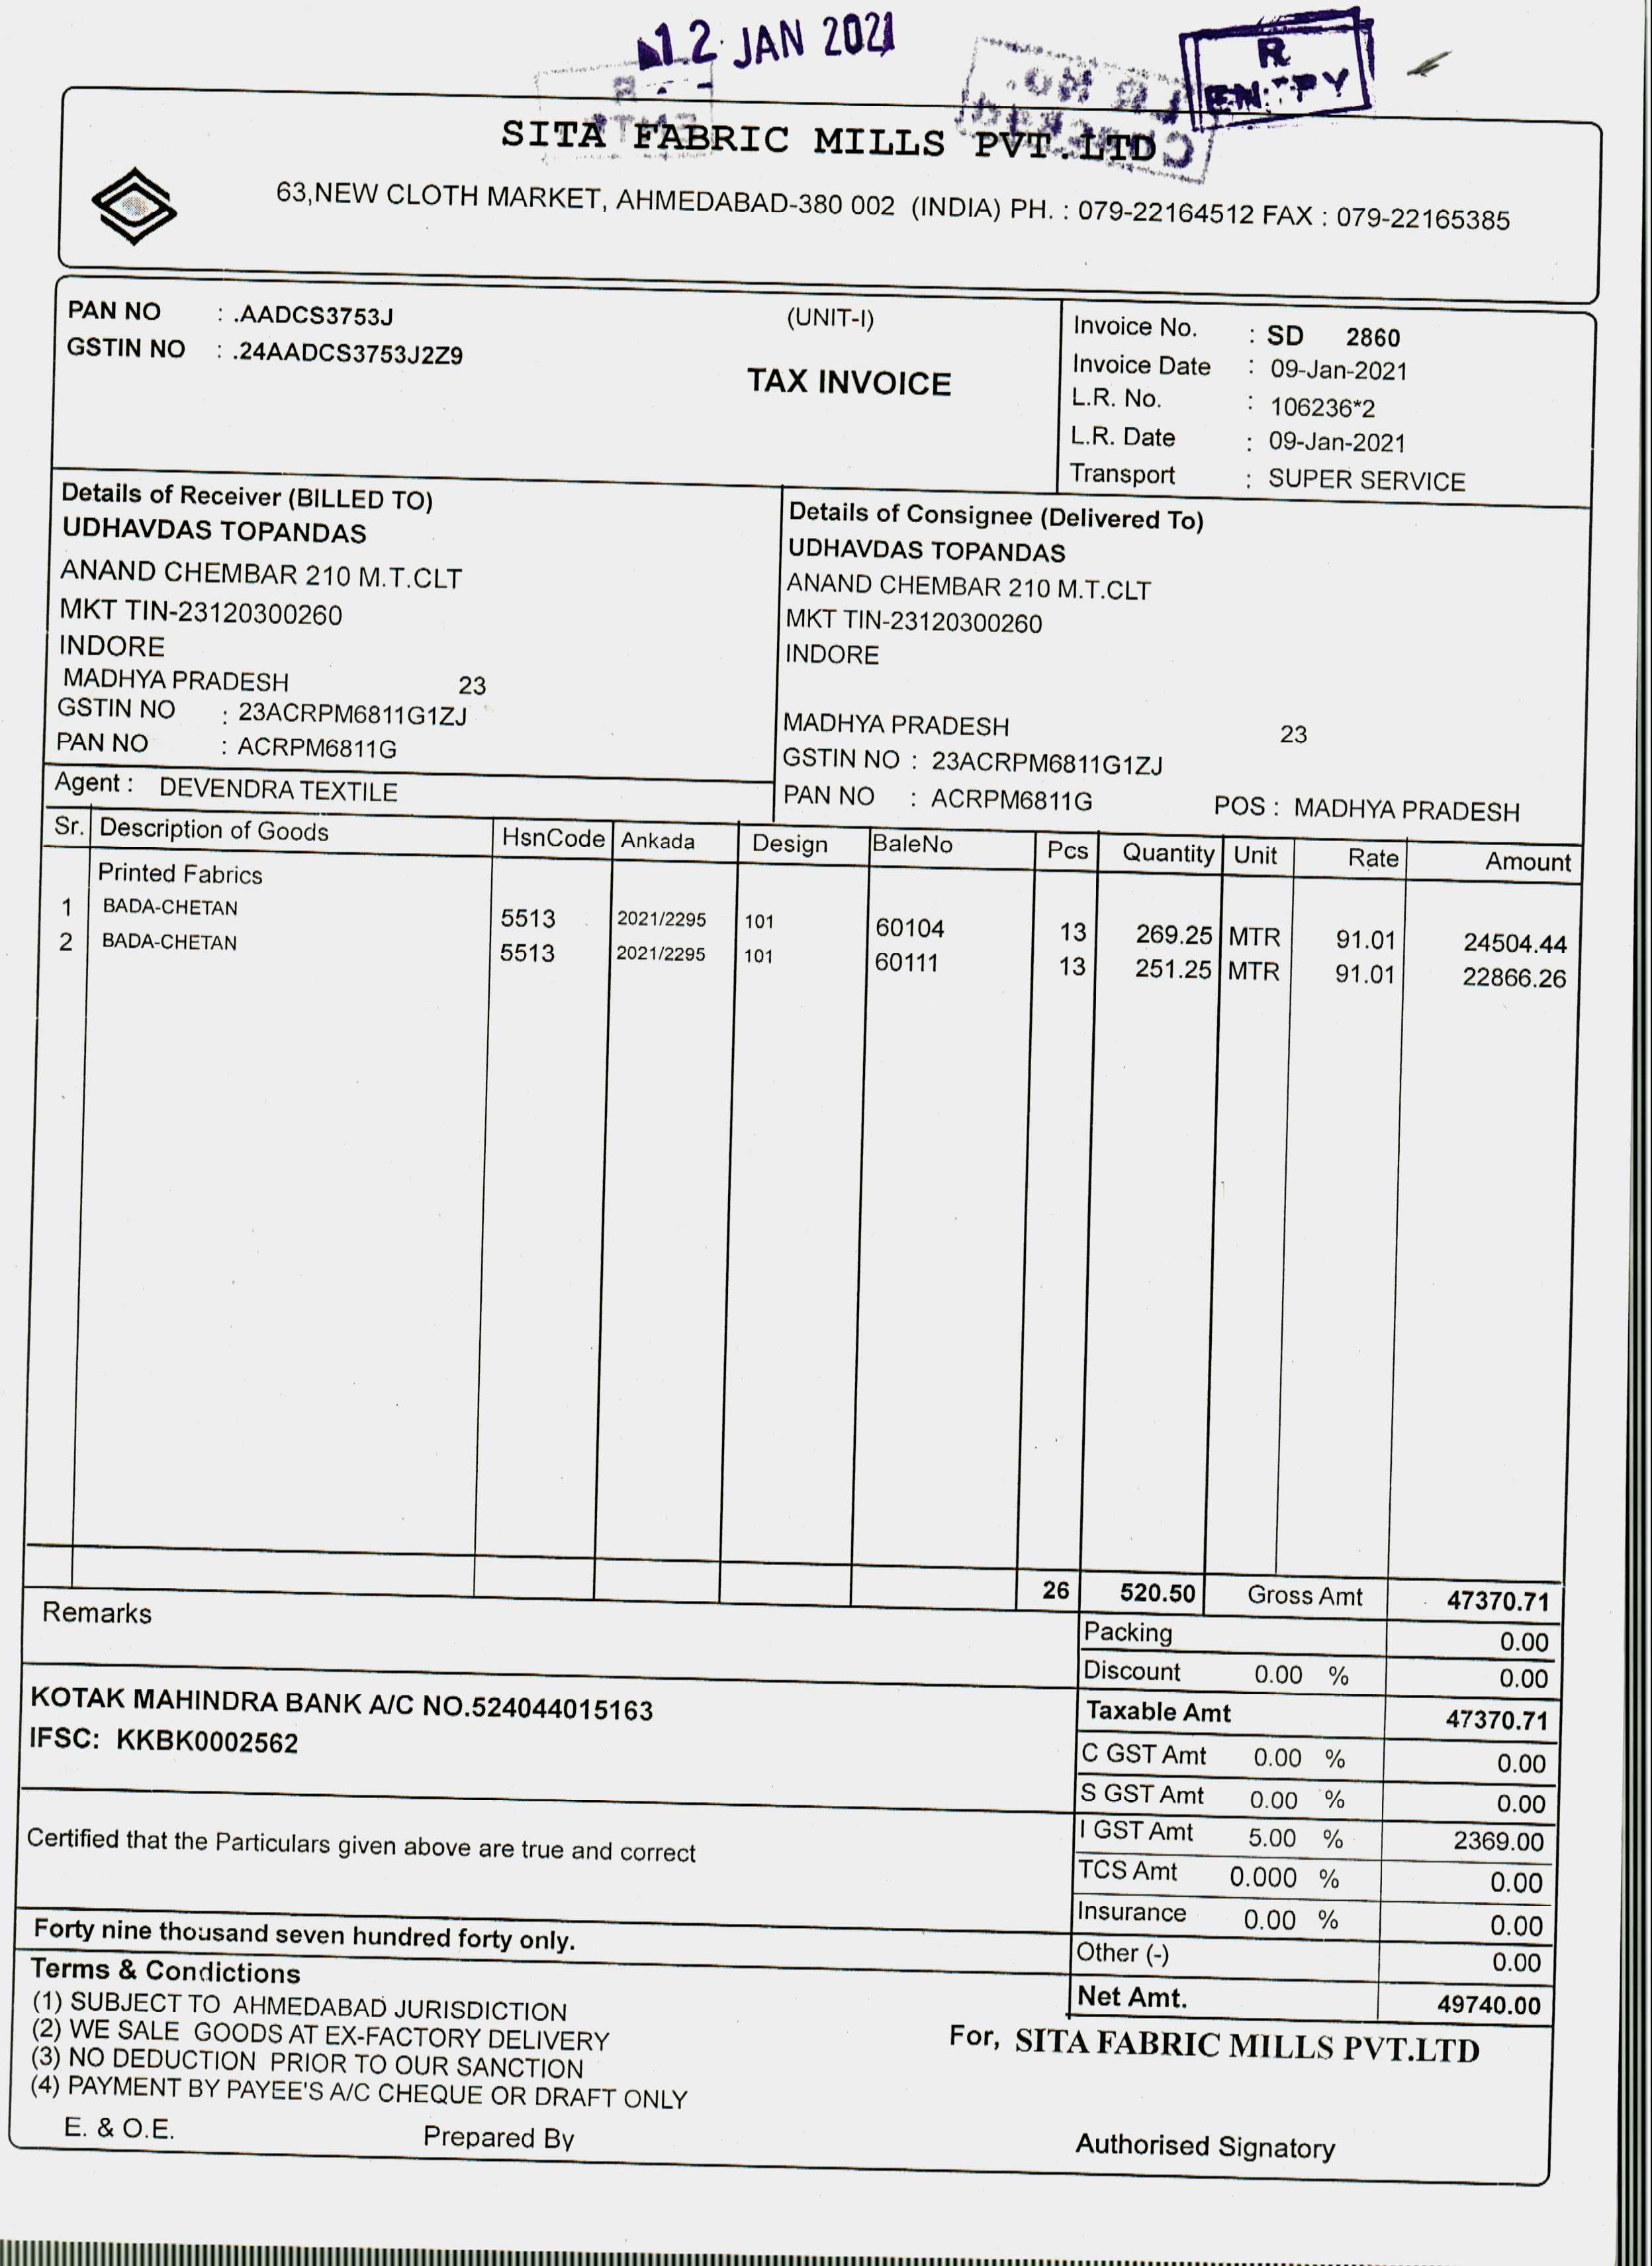 12 JAN 2021
R
ENTRY
SITA FABRIC MILLS PVT.LTD
63,NEW CLOTH MARKET, AHMEDABAD-380 002 (INDIA) PH. : 079-22164512 FAX : 079-22165385
PAN NO : .AADCS3753J
GSTIN NO : .24AADCS3753J2Z9
(UNIT-I)
TAX INVOICE
Invoice No. : SD 2860
Invoice Date : 09-Jan-2021
L.R. No. : 106236*2
L.R. Date : 09-Jan-2021
Transport : SUPER SERVICE
Details of Receiver (BILLED TO)
UDHAVDAS TOPANDAS
ANAND CHEMBAR 210 M.T.CLT
MKT TIN-23120300260
INDORE
MADHYA PRADESH 23
GSTIN NO : 23ACRPM6811G1ZJ
PAN NO : ACRPM6811G
Agent : DEVENDRA TEXTILE
Details of Consignee (Delivered To)
UDHAVDAS TOPANDAS
ANAND CHEMBAR 210 M.T.CLT
MKT TIN-23120300260
INDORE
MADHYA PRADESH 23
GSTIN NO : 23ACRPM6811G1ZJ
PAN NO : ACRPM6811G POS : MADHYA PRADESH
Sr. Description of Goods HsnCode Ankada Design BaleNo Pcs Quantity Unit Rate Amount
Printed Fabrics
1 BADA-CHETAN 5513 2021/2295 101 60104 13 269.25 MTR 91.01 24504.44
2 BADA-CHETAN 5513 2021/2295 101 60111 13 251.25 MTR 91.01 22866.26
26 520.50 Gross Amt 47370.71
Remarks
Packing 0.00
Discount 0.00 % 0.00
KOTAK MAHINDRA BANK A/C NO.524044015163
IFSC: KKBK0002562
Taxable Amt 47370.71
C GST Amt 0.00 % 0.00
S GST Amt 0.00 % 0.00
I GST Amt 5.00 % 2369.00
TCS Amt 0.000 % 0.00
Insurance 0.00 % 0.00
Other (-) 0.00
Net Amt. 49740.00
Certified that the Particulars given above are true and correct
Forty nine thousand seven hundred forty only.
Terms & Condictions
(1) SUBJECT TO AHMEDABAD JURISDICTION
(2) WE SALE GOODS AT EX-FACTORY DELIVERY
(3) NO DEDUCTION PRIOR TO OUR SANCTION
(4) PAYMENT BY PAYEE'S A/C CHEQUE OR DRAFT ONLY
For, SITA FABRIC MILLS PVT.LTD
E. & O.E. Prepared By Authorised Signatory